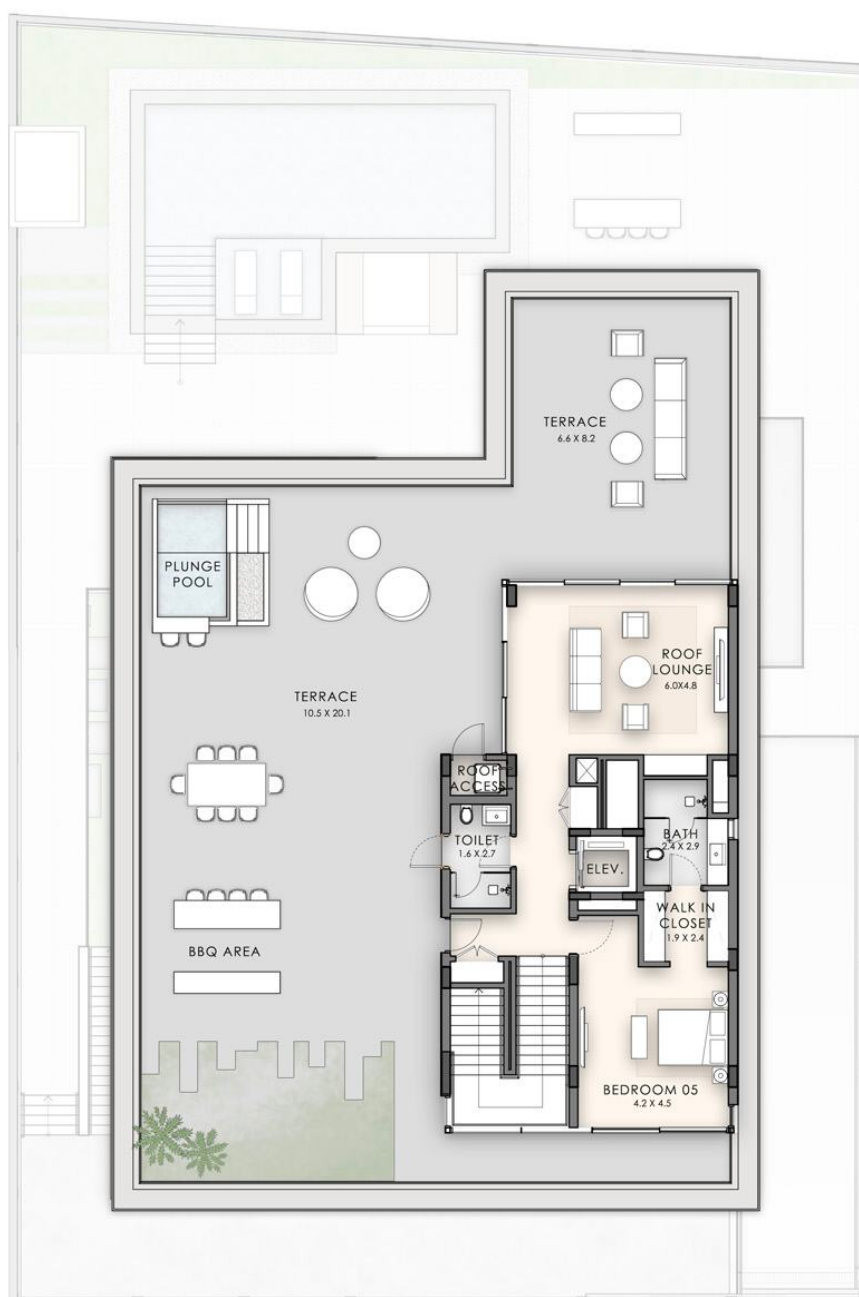 TERRACE
6.6 X 8.2
PLUNGE
POOL
ROOF
LOUNGE
6.0X4.8
TERRACE
10.5 X 20.1
ROOF
ACCESS
TOILET
1.6 X 2.7
BATH
2.4 X 2.9
ELEV.
WALK IN
CLOSET
1.9 X 2.4
BBQ AREA
BEDROOM 05
4.2 X 4.5